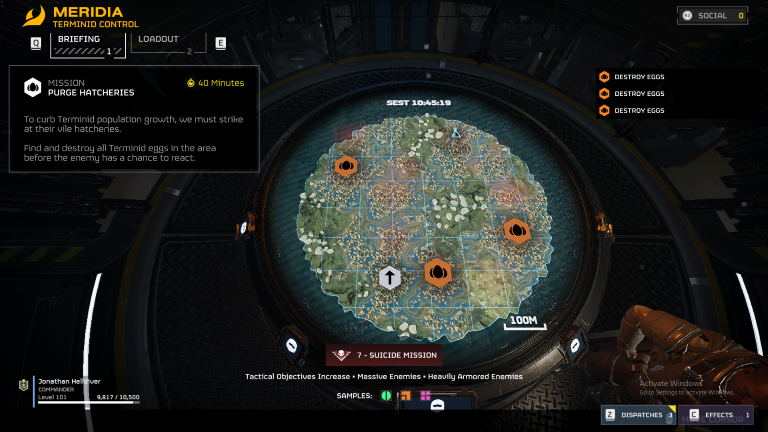 MERIDIA
TERMINID CONTROL
SOCIAL 0
Q BRIEFING 1 LOADOUT 2 E
MISSION
PURGE HATCHERIES
40 Minutes
To curb Terminid population growth, we must strike
at their vile hatcheries.
Find and destroy all Terminid eggs in the area
before the enemy has a chance to react.
DESTROY EGGS
DESTROY EGGS
DESTROY EGGS
SEST 10:45:19
100M
7 - SUICIDE MISSION
Tactical Objectives Increase • Massive Enemies • Heavily Armored Enemies
SAMPLES:
Jonathan Helldiver
COMMANDER
Level 101 9,817 / 10,500
Activate Windows
Go to Settings to activate Windows.
Z DISPATCHES 3 C EFFECTS 1
CURSOR